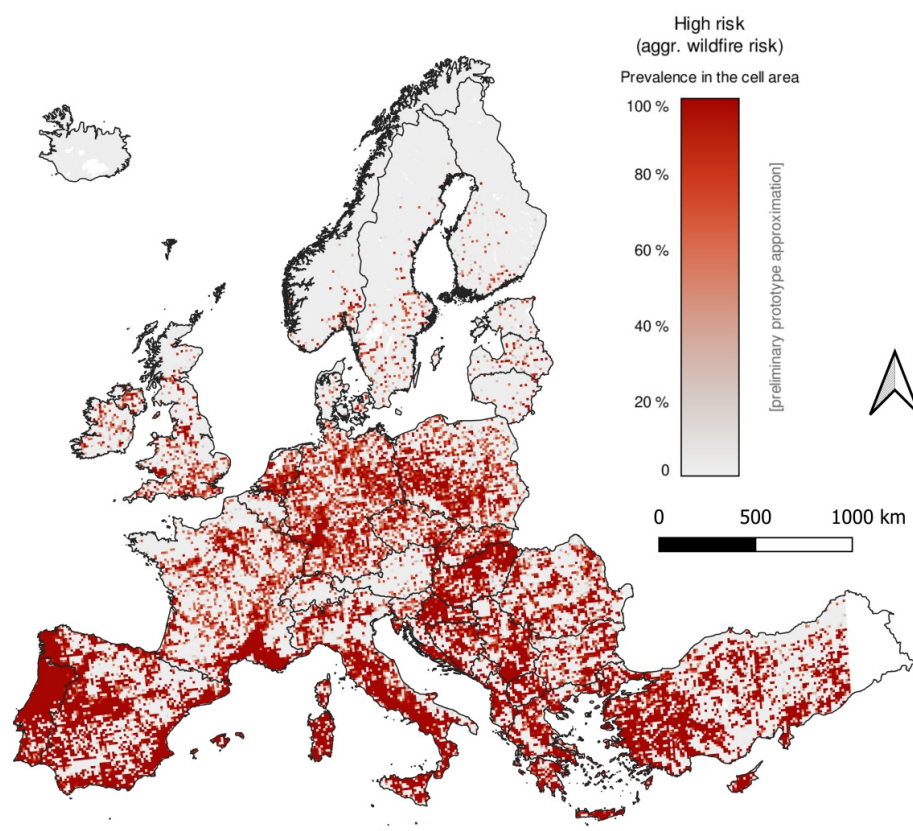 High risk
(aggr. wildfire risk)
Prevalence in the cell area
100 %
80 %
60 %
40 %
20 %
0
[preliminary prototype approximation]
0 500 1000 km